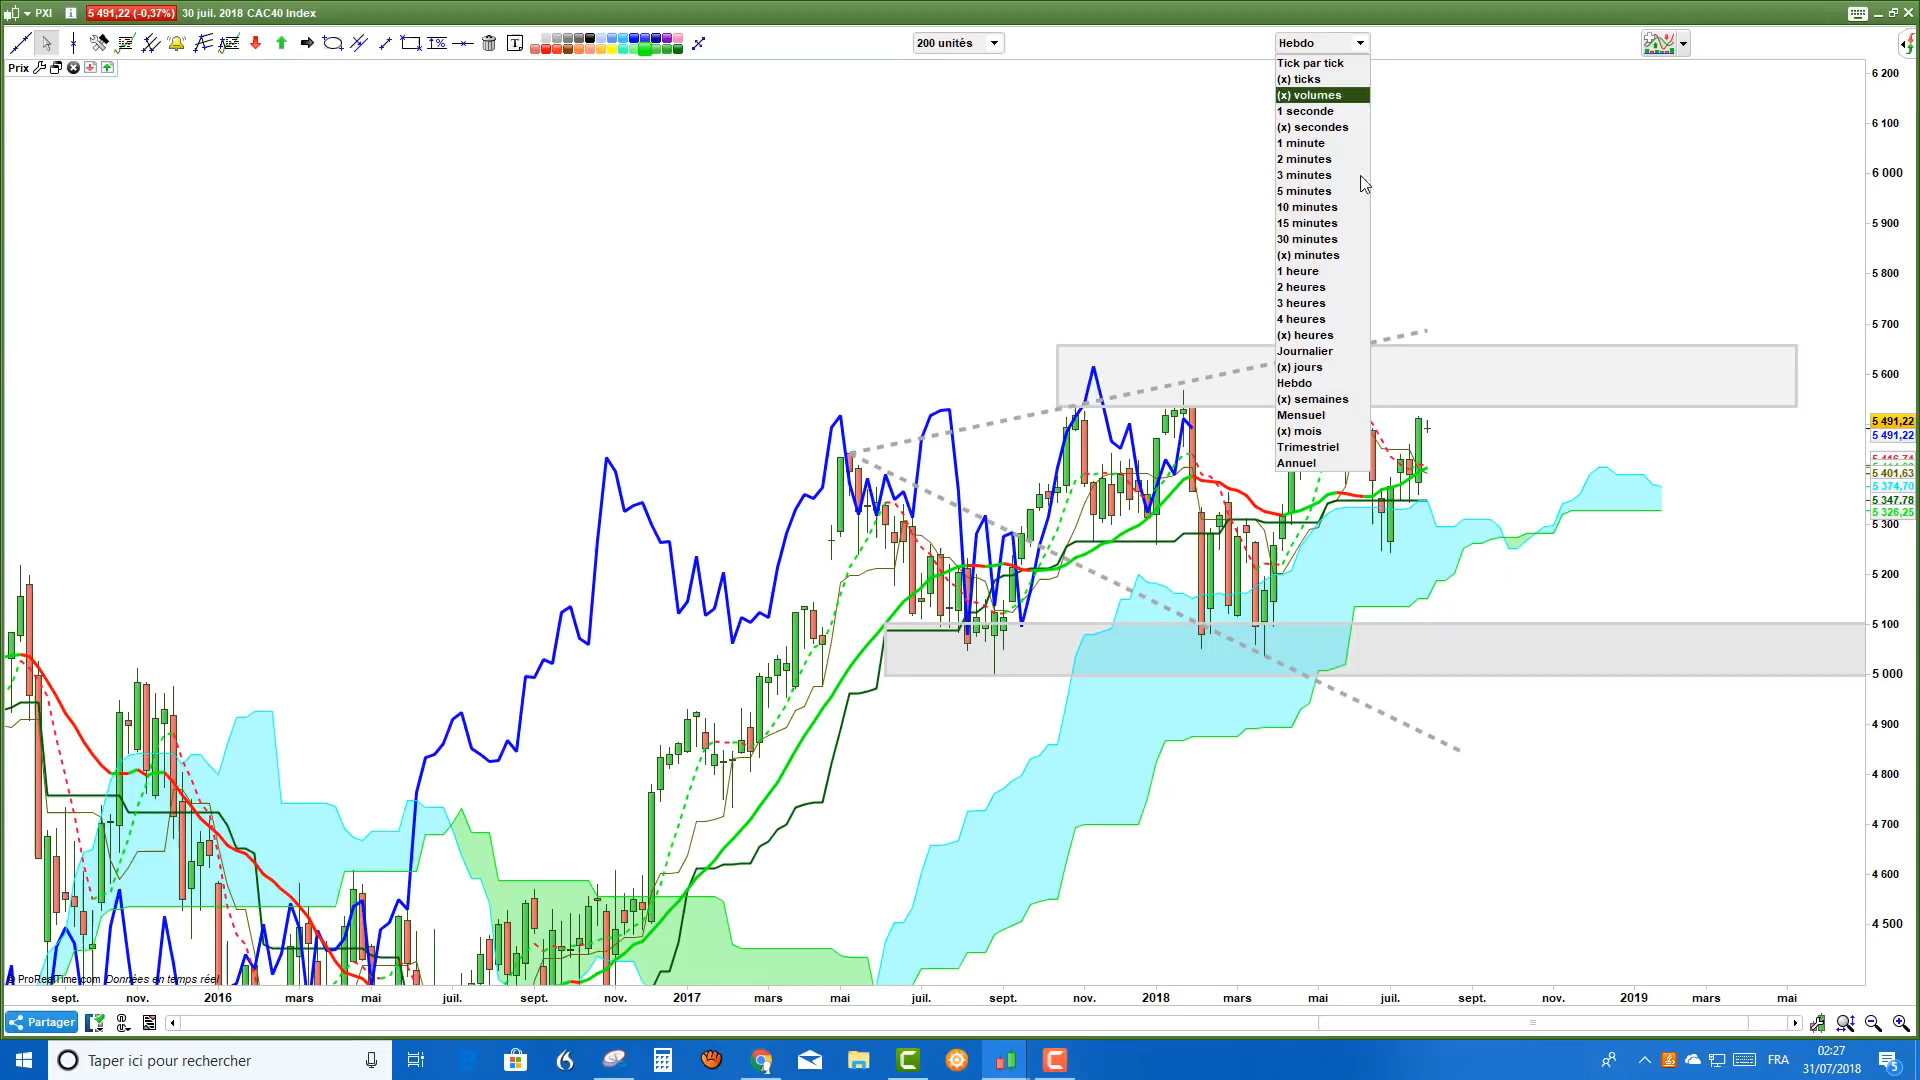 PXI 5 491,22 (-0,37%) 30 juil. 2018 CAC40 Index
200 unités
Hebdo
Prix
Tick par tick
(x) ticks
(x) volumes
1 seconde
(x) secondes
1 minute
2 minutes
3 minutes
5 minutes
10 minutes
15 minutes
30 minutes
(x) minutes
1 heure
2 heures
3 heures
4 heures
(x) heures
Journalier
(x) jours
Hebdo
(x) semaines
Mensuel
(x) mois
Trimestriel
Annuel
6 200
6 100
6 000
5 900
5 800
5 700
5 600
5 491,22
5 491,22
5 401,63
5 374,70
5 347,78
5 326,25
5 300
5 200
5 100
5 000
4 900
4 800
4 700
4 600
4 500
© ProRealTime.com Données en temps réel
sept. nov. 2016 mars mai juil. sept. nov. 2017 mars mai juil. sept. nov. 2018 mars mai juil. sept. nov. 2019 mars mai
Partager
Taper ici pour rechercher
FRA
02:27
31/07/2018
5